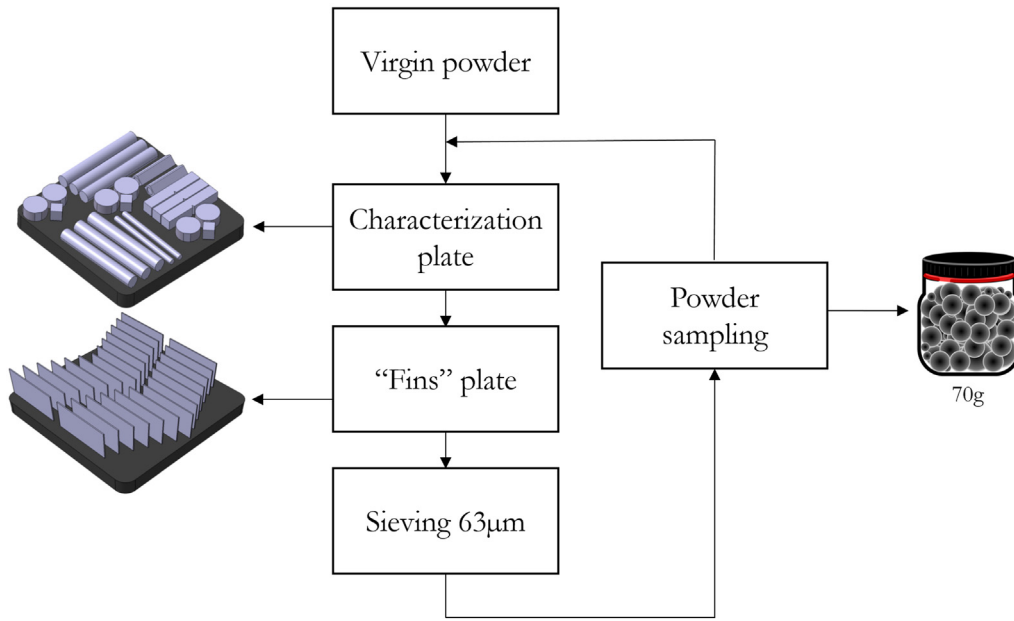 Virgin powder
Characterization
plate
“Fins” plate
Sieving 63µm
Powder
sampling
70g